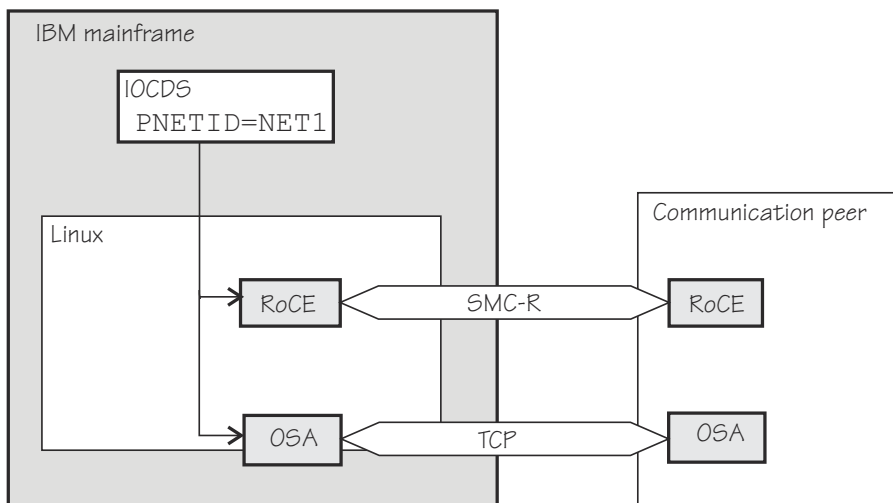 IBM mainframe
IOCDS
PNETID=NET1
Linux
Communication peer
RoCE
SMC-R
RoCE
OSA
TCP
OSA